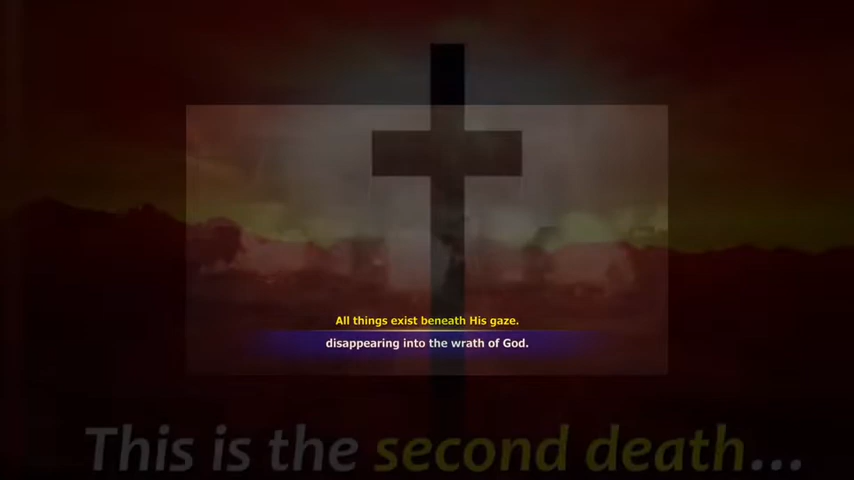 All things exist beneath His gaze.
disappearing into the wrath of God.
This is the second death...